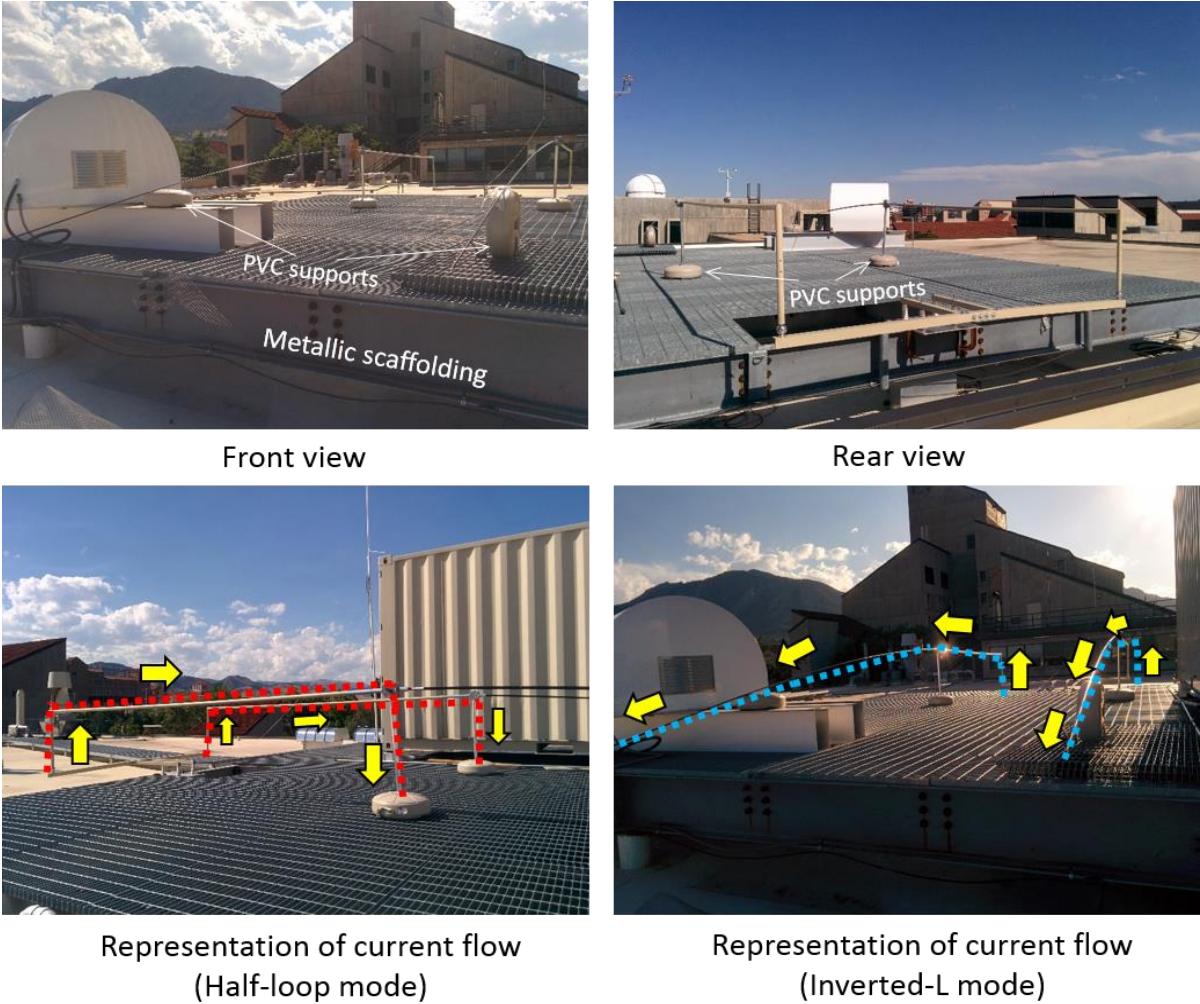 PVC supports
Metallic scaffolding
PVC supports
Front view
Rear view
Representation of current flow
(Half-loop mode)
Representation of current flow
(Inverted-L mode)